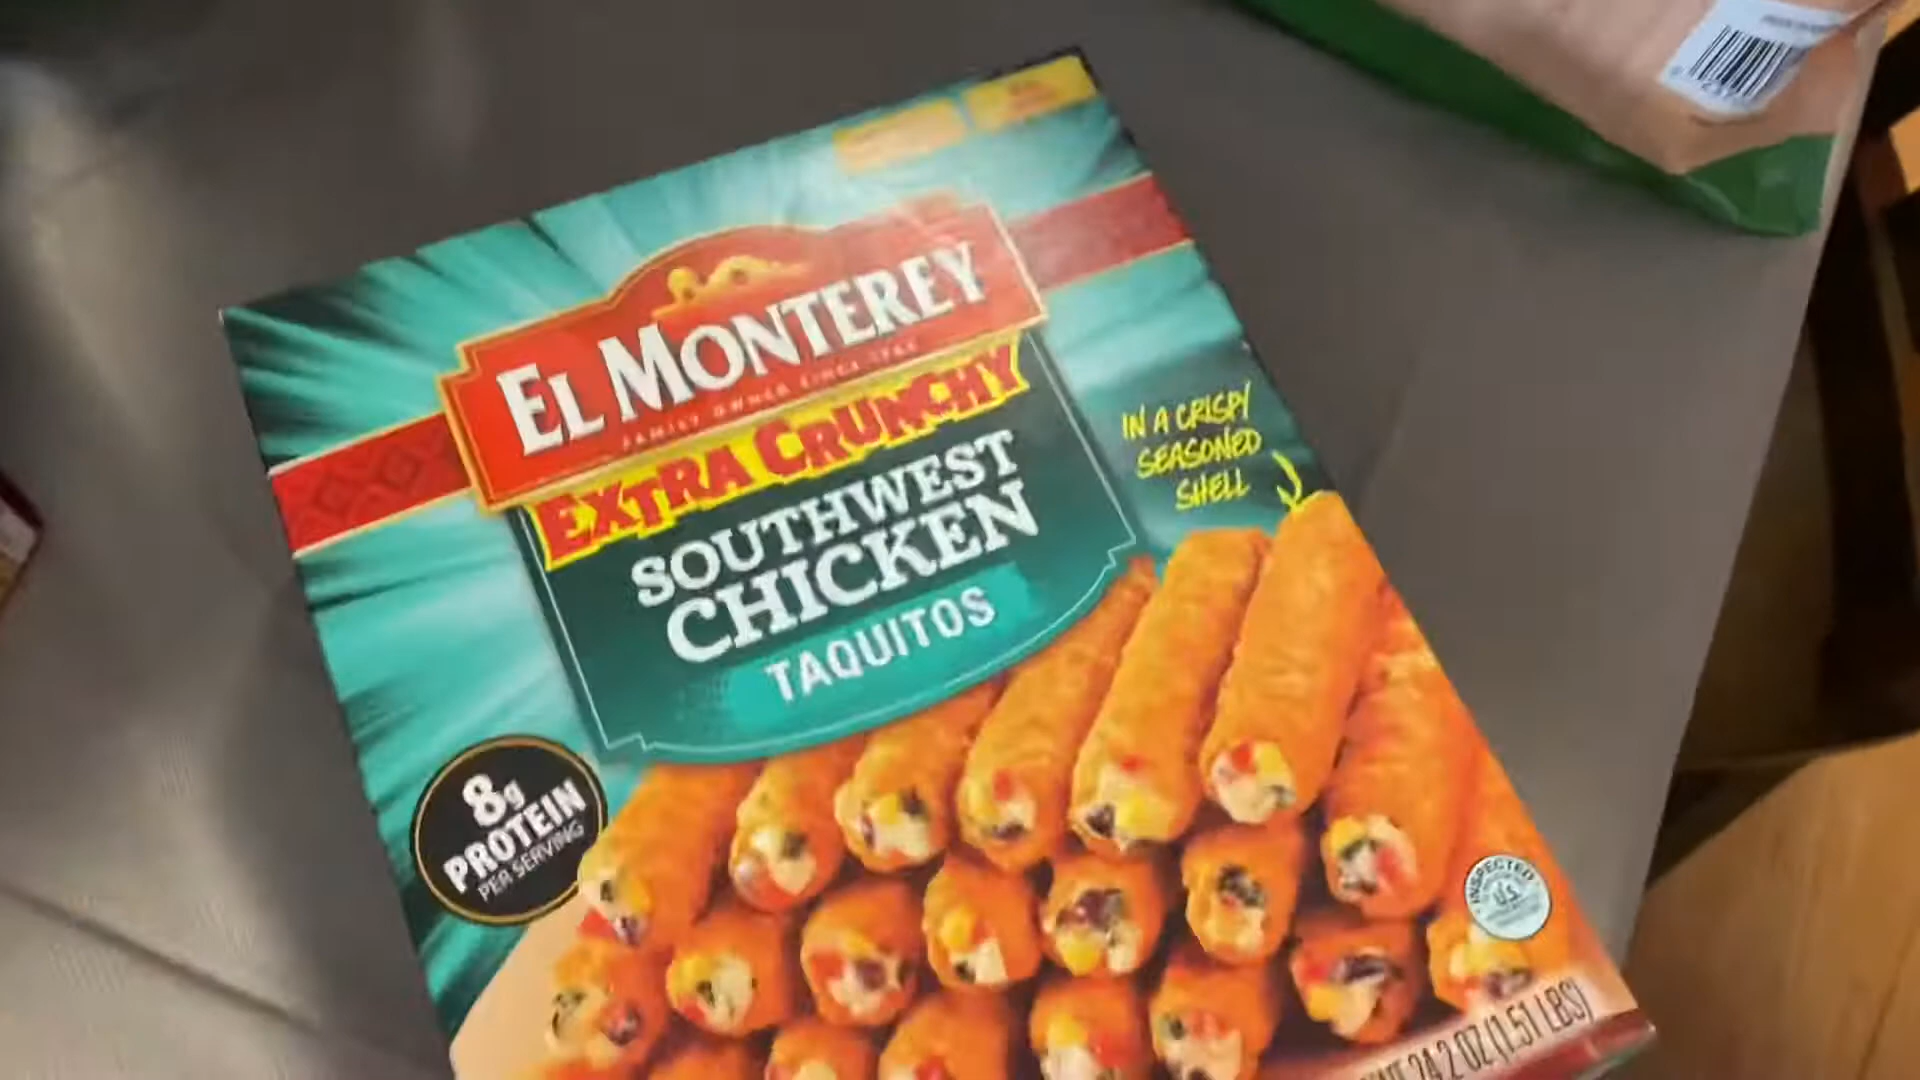 EL MONTEREY
FAMILY OWNED SINCE
EXTRA CRUNCHY
SOUTHWEST
CHICKEN
TAQUITOS
IN A CRISPY
SEASONED
SHELL
8g
PROTEIN
PER SERVING
INSPECTED
U.S.
24.2 OZ (1.51 LBS)